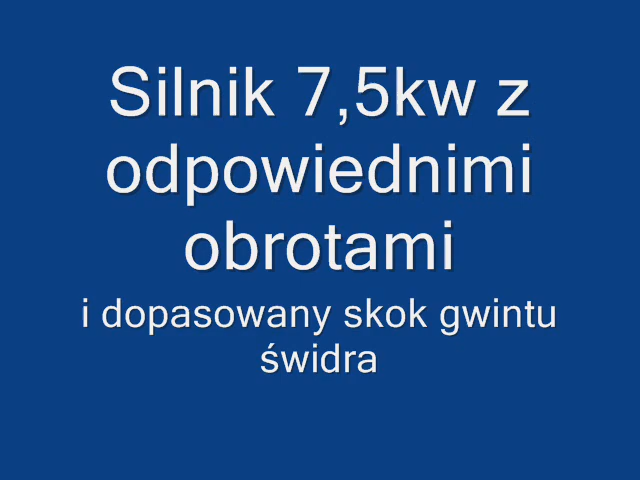 Silnik 7,5kw z
odpowiednimi
obrotami
i dopasowany skok gwintu
świdra